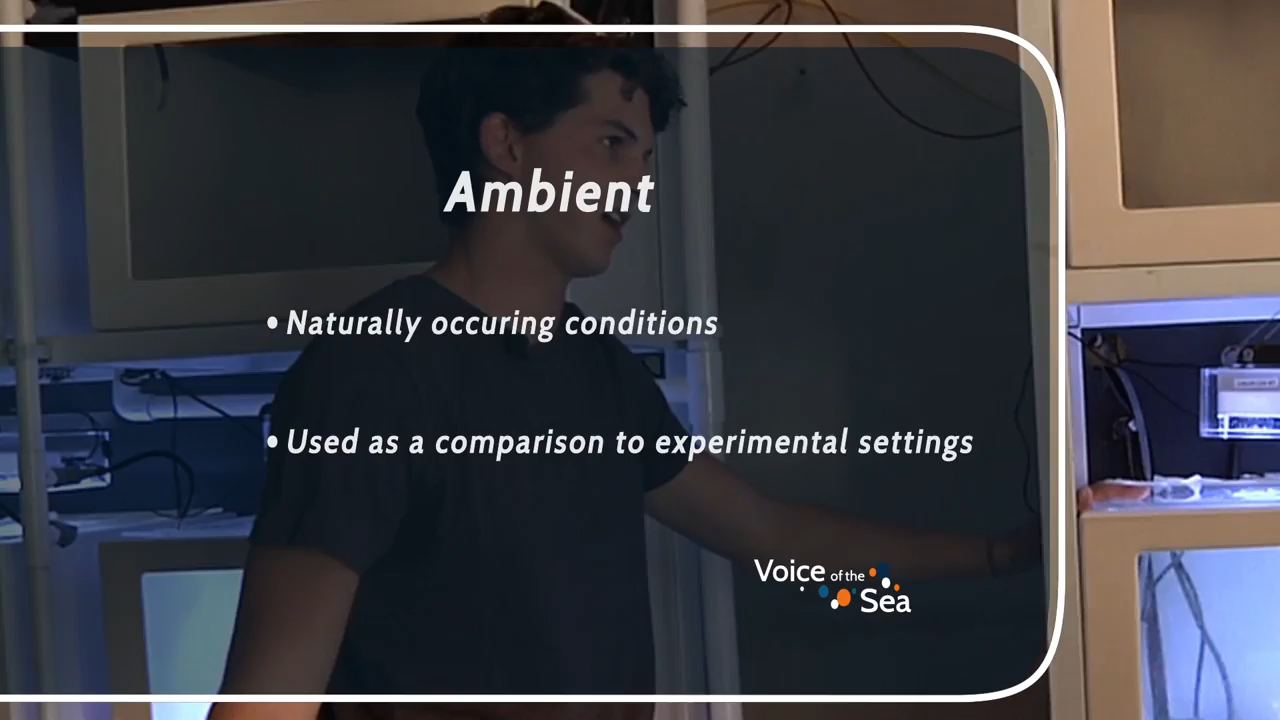 Ambient
• Naturally occuring conditions
• Used as a comparison to experimental settings
Voice of the
Sea